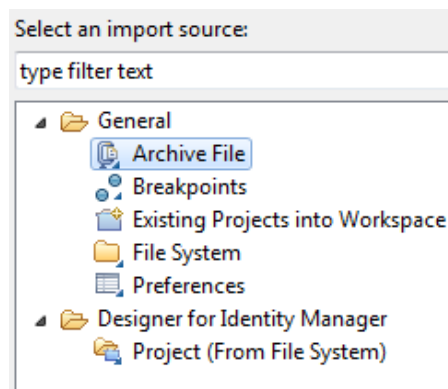 Select an import source:
type filter text
General
Archive File
Breakpoints
Existing Projects into Workspace
File System
Preferences
Designer for Identity Manager
Project (From File System)